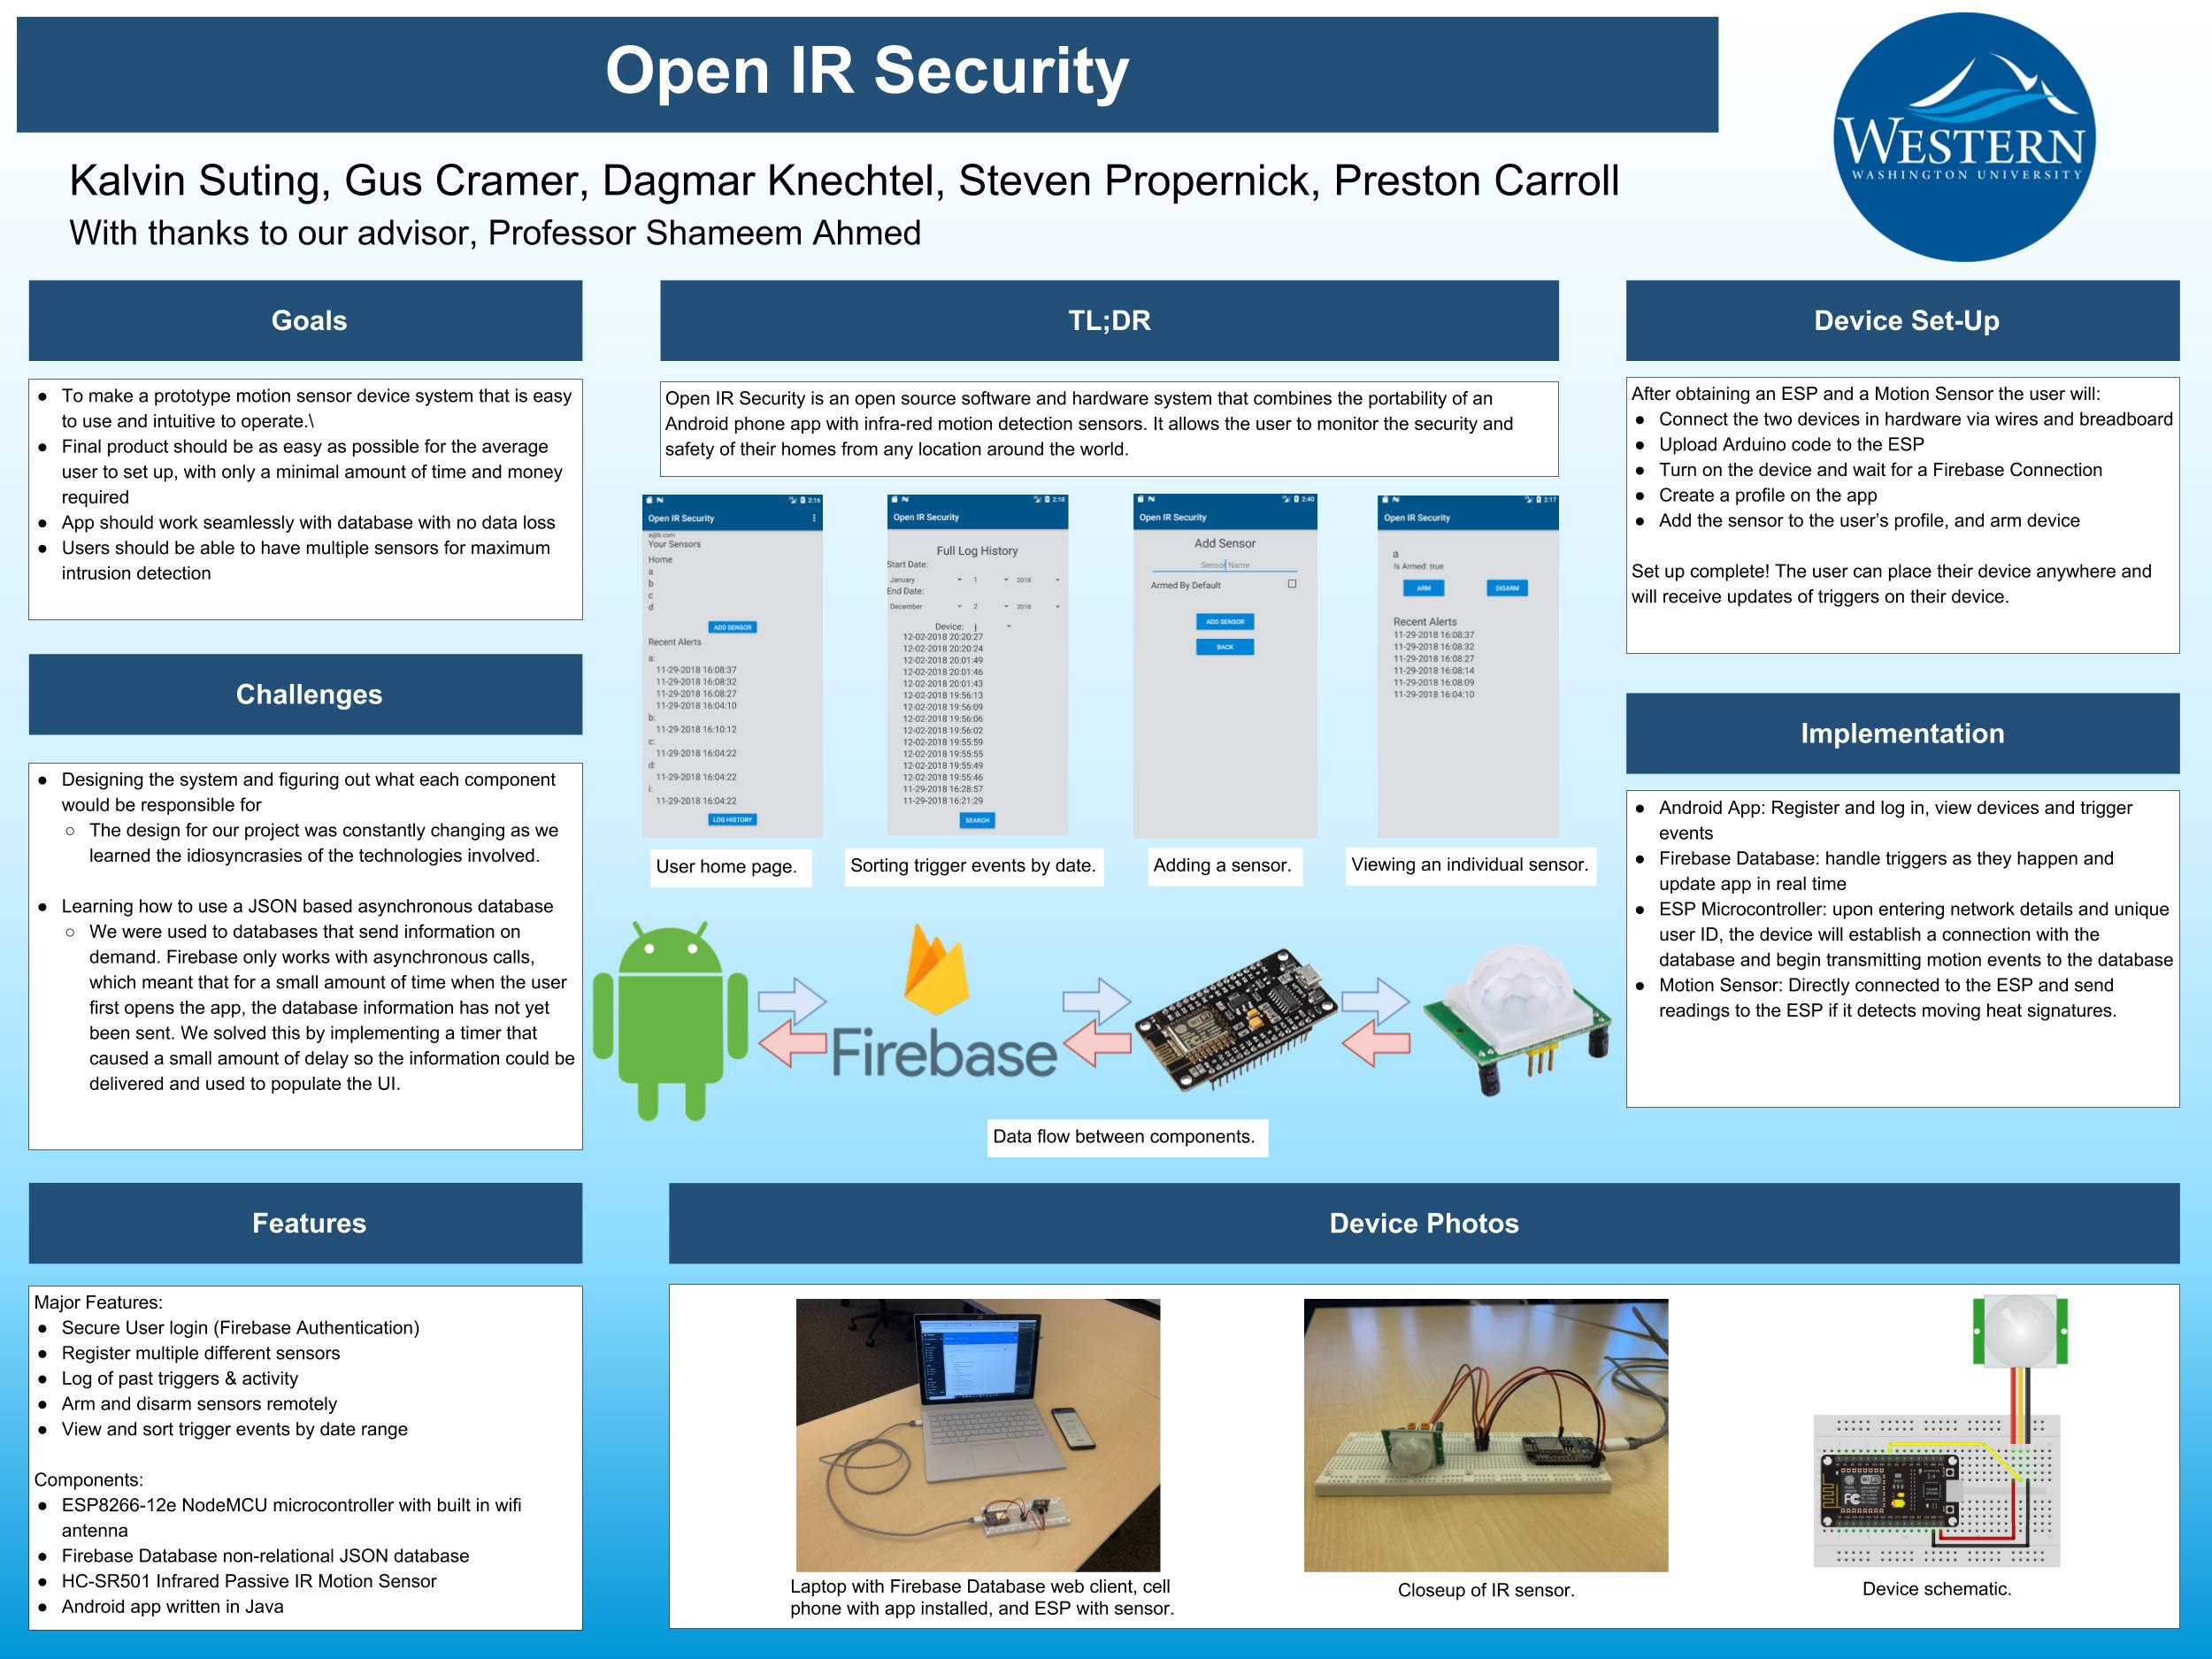 Open IR Security
WESTERN
WASHINGTON UNIVERSITY
Kalvin Suting, Gus Cramer, Dagmar Knechtel, Steven Propernick, Preston Carroll
With thanks to our advisor, Professor Shameem Ahmed
Goals
● To make a prototype motion sensor device system that is easy
to use and intuitive to operate.\
● Final product should be as easy as possible for the average
user to set up, with only a minimal amount of time and money
required
● App should work seamlessly with database with no data loss
● Users should be able to have multiple sensors for maximum
intrusion detection
Challenges
● Designing the system and figuring out what each component
would be responsible for
○ The design for our project was constantly changing as we
learned the idiosyncrasies of the technologies involved.
● Learning how to use a JSON based asynchronous database
○ We were used to databases that send information on
demand. Firebase only works with asynchronous calls,
which meant that for a small amount of time when the user
first opens the app, the database information has not yet
been sent. We solved this by implementing a timer that
caused a small amount of delay so the information could be
delivered and used to populate the UI.
Features
Major Features:
● Secure User login (Firebase Authentication)
● Register multiple different sensors
● Log of past triggers & activity
● Arm and disarm sensors remotely
● View and sort trigger events by date range
Components:
● ESP8266-12e NodeMCU microcontroller with built in wifi
antenna
● Firebase Database non-relational JSON database
● HC-SR501 Infrared Passive IR Motion Sensor
● Android app written in Java
TL;DR
Open IR Security is an open source software and hardware system that combines the portability of an
Android phone app with infra-red motion detection sensors. It allows the user to monitor the security and
safety of their homes from any location around the world.
2:16
Open IR Security
a@b.com
Your Sensors
Home
a
b
c
d
ADD SENSOR
Recent Alerts
a:
11-29-2018 16:08:37
11-29-2018 16:08:32
11-29-2018 16:08:27
11-29-2018 16:04:10
b:
11-29-2018 16:10:12
c:
11-29-2018 16:04:22
d:
11-29-2018 16:04:22
i:
11-29-2018 16:04:22
LOG HISTORY
User home page.
2:18
Open IR Security
Full Log History
Start Date:
January 1 2018
End Date:
December 2 2018
Device: j
12-02-2018 20:20:27
12-02-2018 20:20:24
12-02-2018 20:01:49
12-02-2018 20:01:46
12-02-2018 20:01:43
12-02-2018 19:56:13
12-02-2018 19:56:09
12-02-2018 19:56:06
12-02-2018 19:56:02
12-02-2018 19:55:59
12-02-2018 19:55:55
12-02-2018 19:55:49
12-02-2018 19:55:46
11-29-2018 16:28:57
11-29-2018 16:21:29
SEARCH
Sorting trigger events by date.
2:40
Open IR Security
Add Sensor
Sensor Name
Armed By Default
ADD SENSOR
BACK
Adding a sensor.
2:17
Open IR Security
a
Is Armed: true
ARM DISARM
Recent Alerts
11-29-2018 16:08:37
11-29-2018 16:08:32
11-29-2018 16:08:27
11-29-2018 16:08:14
11-29-2018 16:08:09
11-29-2018 16:04:10
Viewing an individual sensor.
Firebase
Data flow between components.
Device Set-Up
After obtaining an ESP and a Motion Sensor the user will:
● Connect the two devices in hardware via wires and breadboard
● Upload Arduino code to the ESP
● Turn on the device and wait for a Firebase Connection
● Create a profile on the app
● Add the sensor to the user's profile, and arm device
Set up complete! The user can place their device anywhere and
will receive updates of triggers on their device.
Implementation
● Android App: Register and log in, view devices and trigger
events
● Firebase Database: handle triggers as they happen and
update app in real time
● ESP Microcontroller: upon entering network details and unique
user ID, the device will establish a connection with the
database and begin transmitting motion events to the database
● Motion Sensor: Directly connected to the ESP and send
readings to the ESP if it detects moving heat signatures.
Device Photos
Laptop with Firebase Database web client, cell
phone with app installed, and ESP with sensor.
Closeup of IR sensor.
FC
Device schematic.